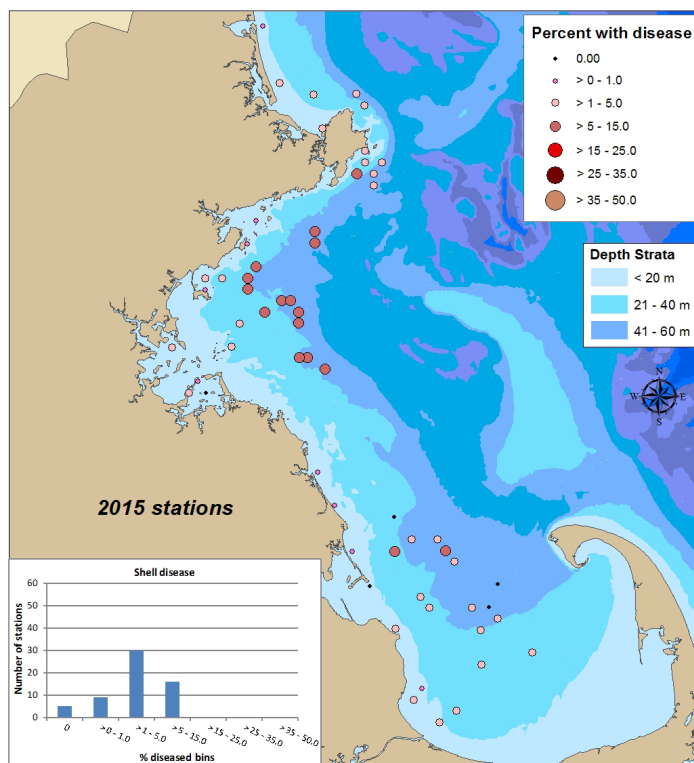 Percent with disease
0.00
> 0 - 1.0
> 1 - 5.0
> 5 - 15.0
> 15 - 25.0
> 25 - 35.0
> 35 - 50.0
Depth Strata
< 20 m
21 - 40 m
41 - 60 m
N
W E
S
2015 stations
Shell disease
Number of stations
60
50
40
30
20
10
0
0
>0 - 1.0
>1 - 5.0
>5 - 15.0
>15 - 25.0
>25 - 35.0
>35 - 50.0
% diseased bins